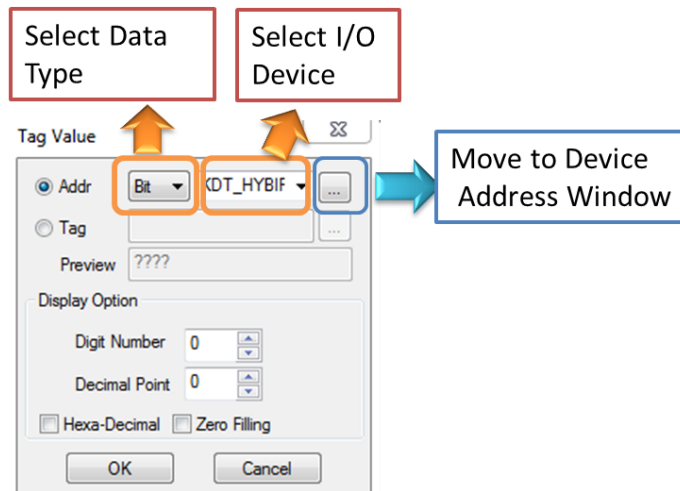 Select Data
Type
Select I/O
Device
Tag Value
Move to Device
Address Window
Addr
Bit
KDT_HYBIF
...
Tag
...
Preview
????
Display Option
Digit Number
0
Decimal Point
0
Hexa-Decimal
Zero Filling
OK
Cancel